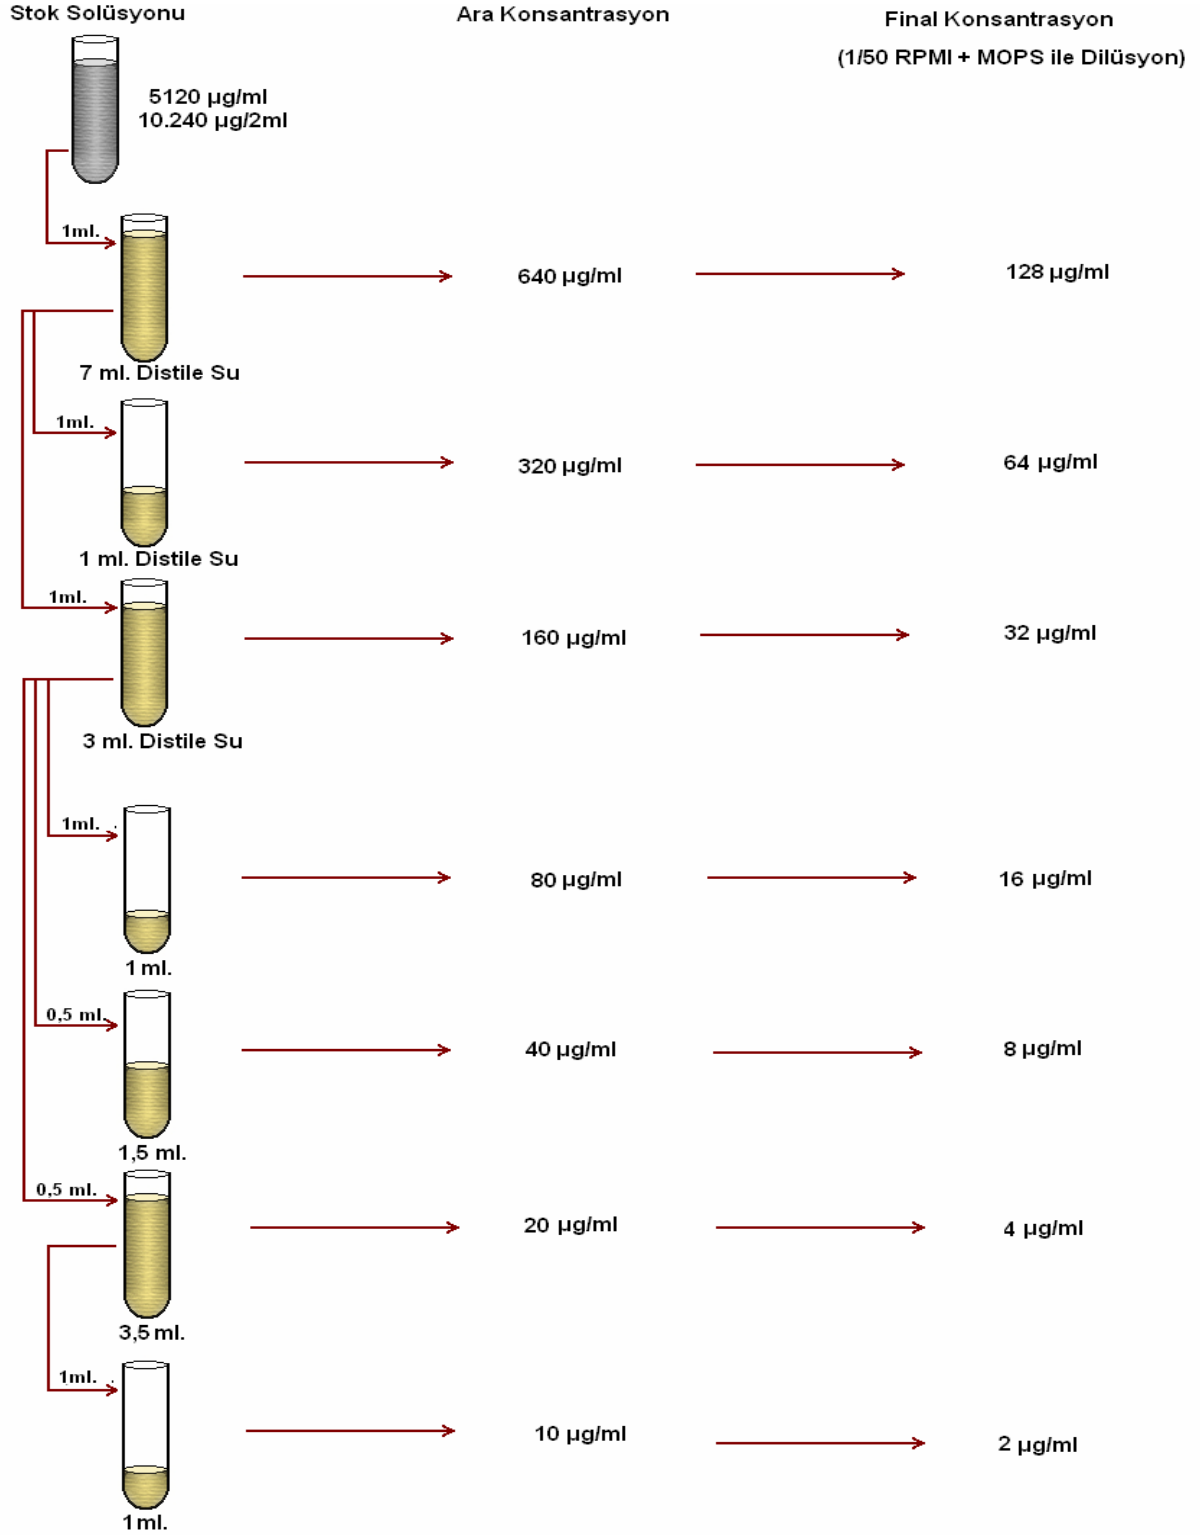 Stok Solüsyonu
Ara Konsantrasyon
Final Konsantrasyon
(1/50 RPMI + MOPS ile Dilüsyon)
5120 µg/ml
10.240 µg/2ml
1ml.
640 µg/ml
128 µg/ml
7 ml. Distile Su
1ml.
320 µg/ml
64 µg/ml
1 ml. Distile Su
1ml.
160 µg/ml
32 µg/ml
3 ml. Distile Su
1ml.
80 µg/ml
16 µg/ml
1 ml.
0,5 ml.
40 µg/ml
8 µg/ml
1,5 ml.
0,5 ml.
20 µg/ml
4 µg/ml
3,5 ml.
1ml.
10 µg/ml
2 µg/ml
1 ml.